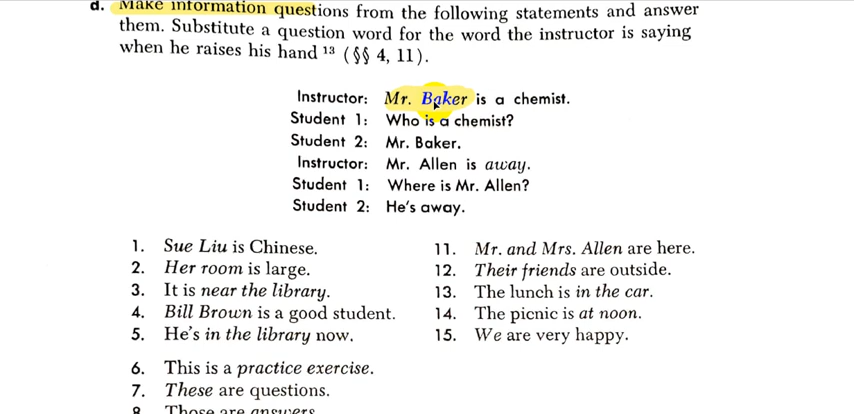 d. Make information questions from the following statements and answer
them. Substitute a question word for the word the instructor is saying
when he raises his hand 13 (§§ 4, 11).
Instructor: Mr. Baker is a chemist.
Student 1: Who is a chemist?
Student 2: Mr. Baker.
Instructor: Mr. Allen is away.
Student 1: Where is Mr. Allen?
Student 2: He's away.
1. Sue Liu is Chinese.
2. Her room is large.
3. It is near the library.
4. Bill Brown is a good student.
5. He's in the library now.
6. This is a practice exercise.
7. These are questions.
8. Those are answers.
11. Mr. and Mrs. Allen are here.
12. Their friends are outside.
13. The lunch is in the car.
14. The picnic is at noon.
15. We are very happy.